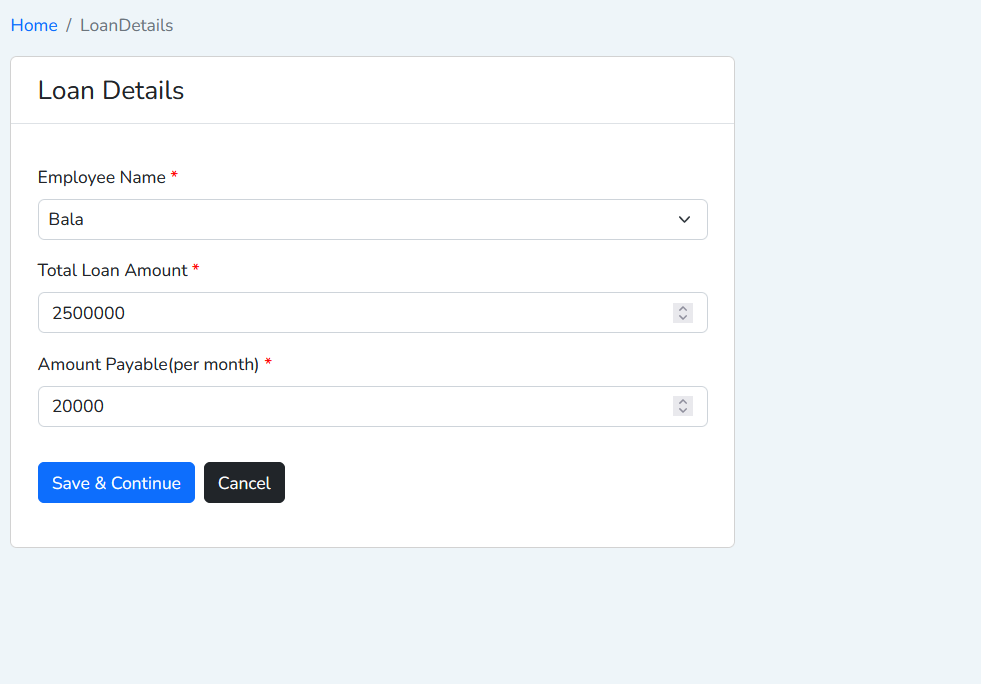 Home / LoanDetails
Loan Details
Employee Name *
Bala
Total Loan Amount *
2500000
Amount Payable(per month) *
20000
Save & Continue Cancel